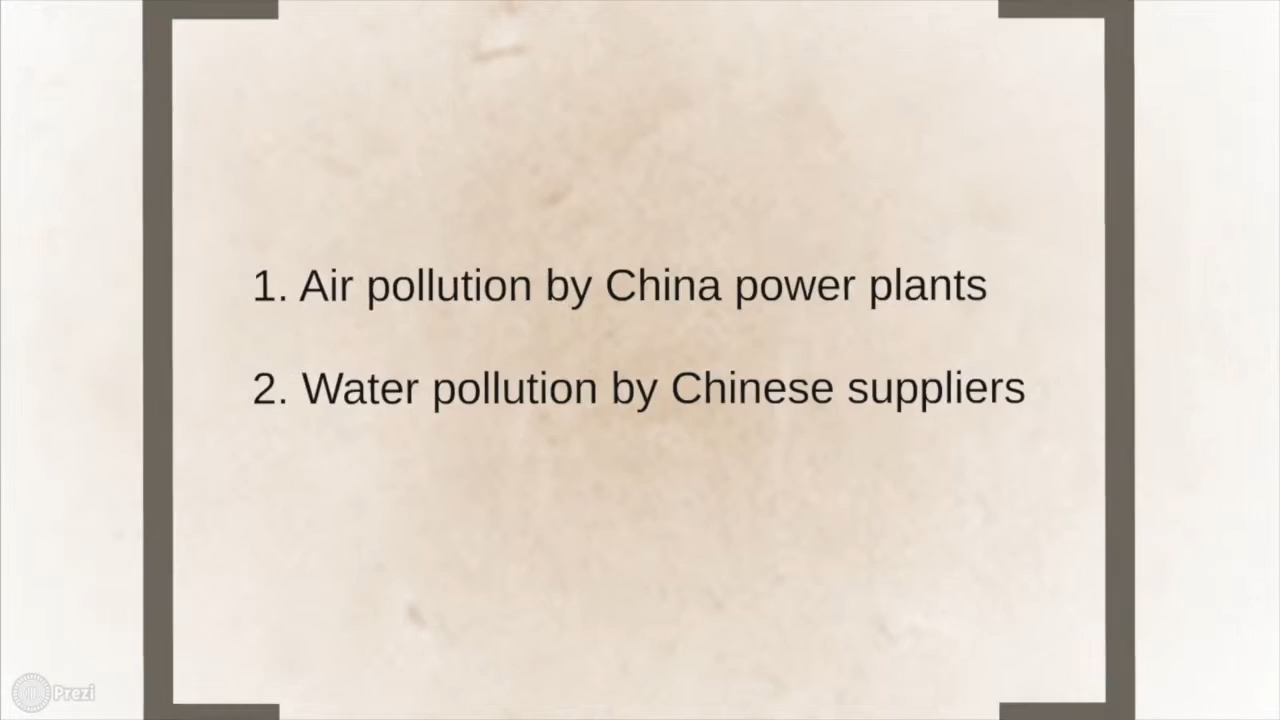 1. Air pollution by China power plants
2. Water pollution by Chinese suppliers
Prezi